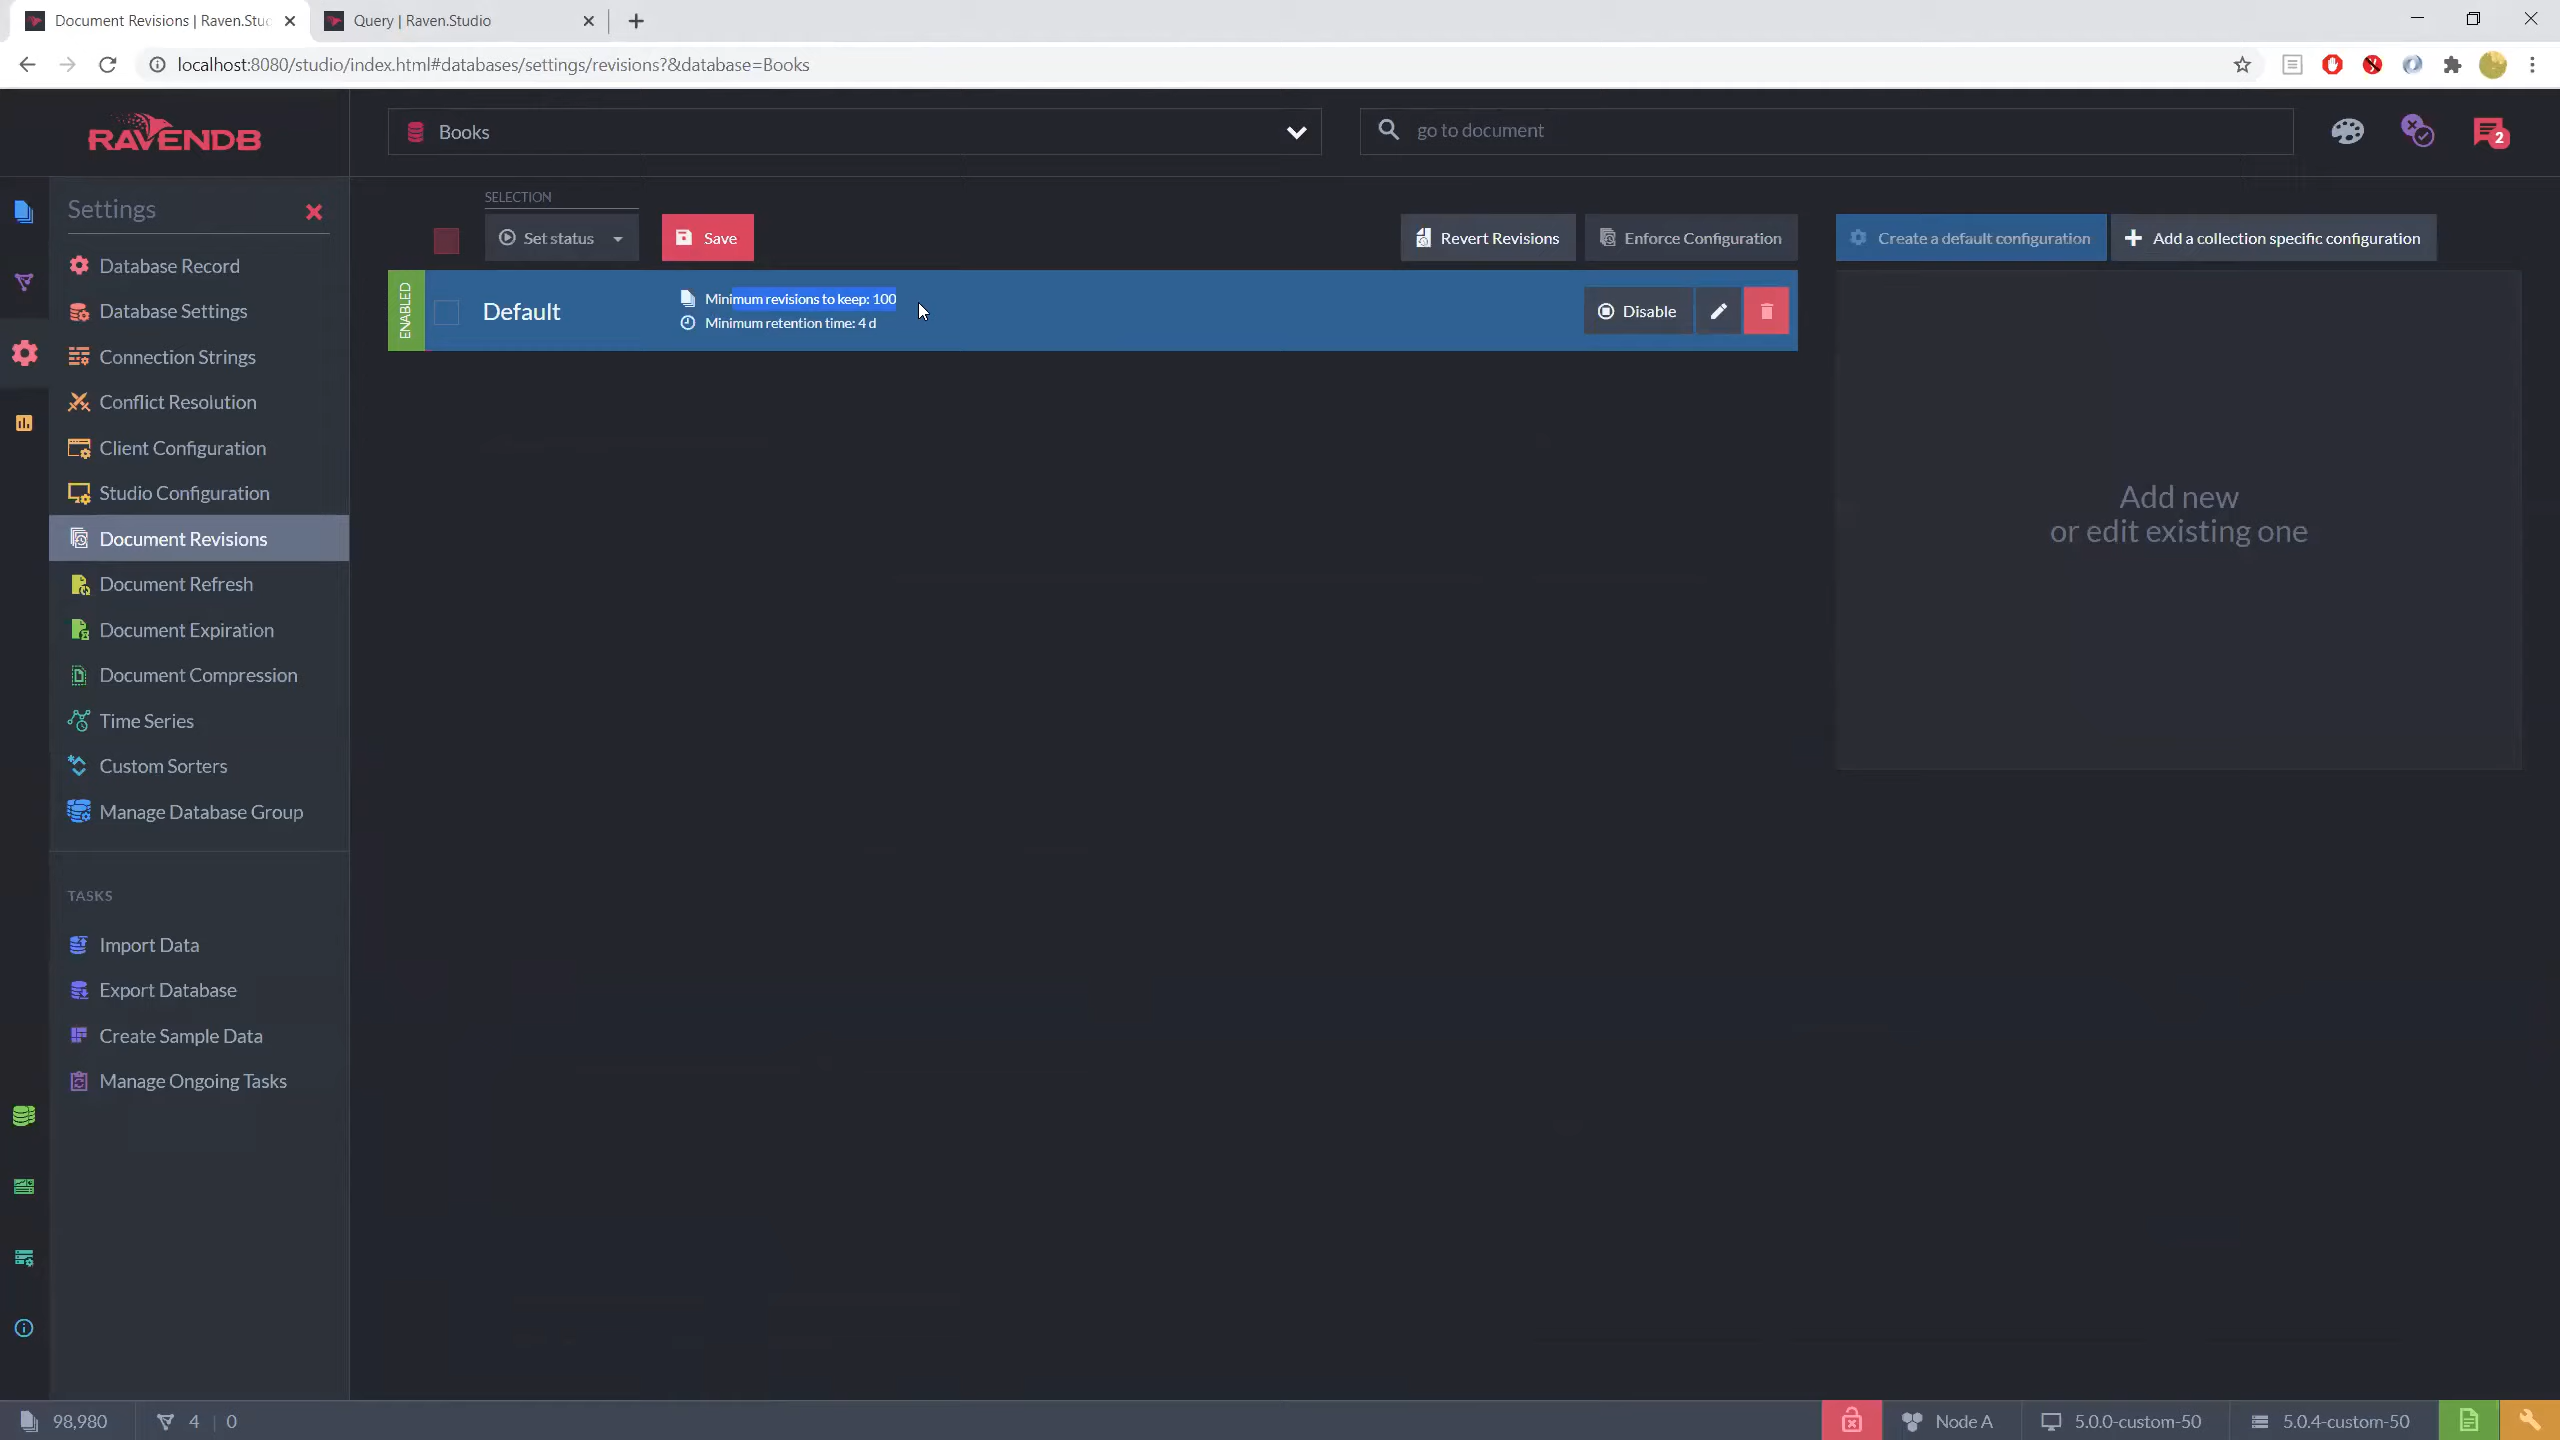 Document Revisions | Raven.Stu
Query | Raven.Studio
localhost:8080/studio/index.html#databases/settings/revisions?&database=Books
RAVENDB
Books
go to document
2
Settings
Database Record
Database Settings
Connection Strings
Conflict Resolution
Client Configuration
Studio Configuration
Document Revisions
Document Refresh
Document Expiration
Document Compression
Time Series
Custom Sorters
Manage Database Group
TASKS
Import Data
Export Database
Create Sample Data
Manage Ongoing Tasks
SELECTION
Set status
Save
Revert Revisions
Enforce Configuration
Create a default configuration
Add a collection specific configuration
ENABLED
Default
Minimum revisions to keep: 100
Minimum retention time: 4 d
Disable
Add new
or edit existing one
98,980
4 | 0
Node A
5.0.0-custom-50
5.0.4-custom-50